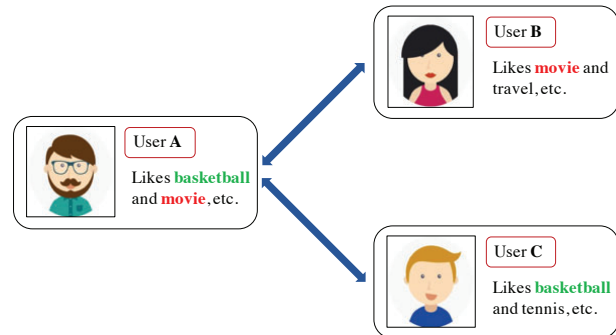 User B
Likes movie and
travel, etc.
User A
Likes basketball
and movie, etc.
User C
Likes basketball
and tennis, etc.